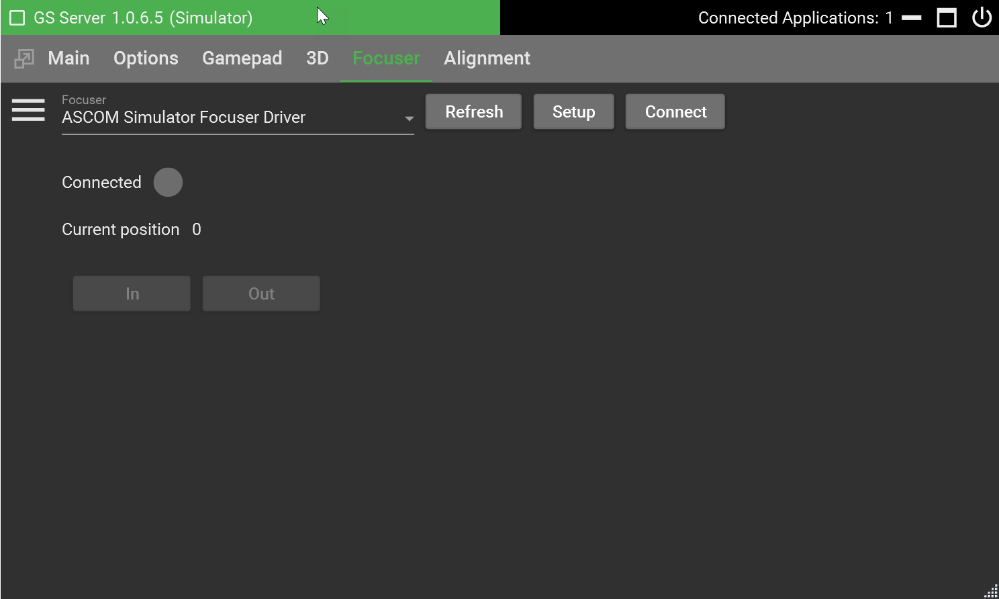 GS Server 1.0.6.5 (Simulator) Connected Applications: 1
Main Options Gamepad 3D Focuser Alignment
Focuser
ASCOM Simulator Focuser Driver Refresh Setup Connect
Connected
Current position 0
In Out